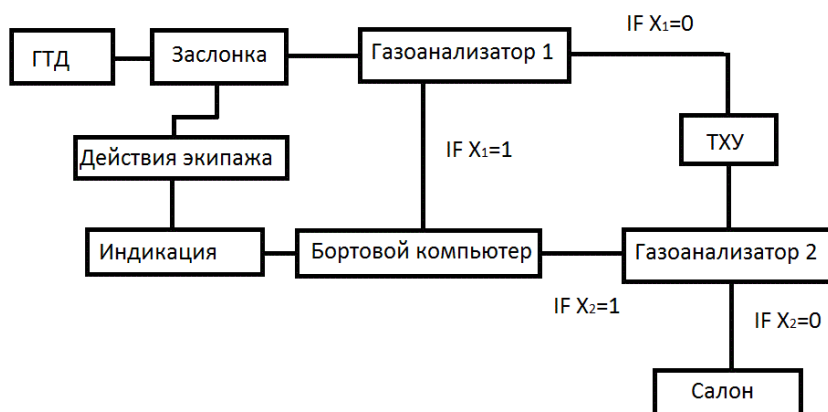 IF X₁=0
ГТД
Заслонка
Газоанализатор 1
ТХУ
Действия экипажа
IF X₁=1
Индикация
Бортовой компьютер
Газоанализатор 2
IF X₂=1
IF X₂=0
Салон